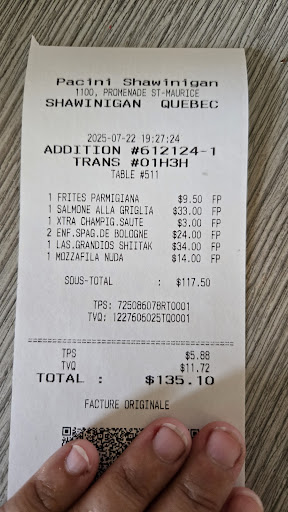 Pacini Shawinigan
1100, PROMENADE ST-MAURICE
SHAWINIGAN QUEBEC
2025-07-22 19:27:24
ADDITION #612124-1
TRANS #01H3H
TABLE #511
1 FRITES PARMIGIANA $9.50 FP
1 SALMONE ALLA GRIGLIA $33.00 FP
1 XTRA CHAMPIG.SAUTE $3.00 FP
2 ENF.SPAG.DE BOLOGNE $24.00 FP
1 LAS.GRANDIOS SHIITAK $34.00 FP
1 MOZZAFILA NUDA $14.00 FP
SOUS-TOTAL : $117.50
TPS: 725086078RT0001
TVQ: 1227606025TQ0001
TPS $5.88
TVQ $11.72
TOTAL : $135.10
FACTURE ORIGINALE